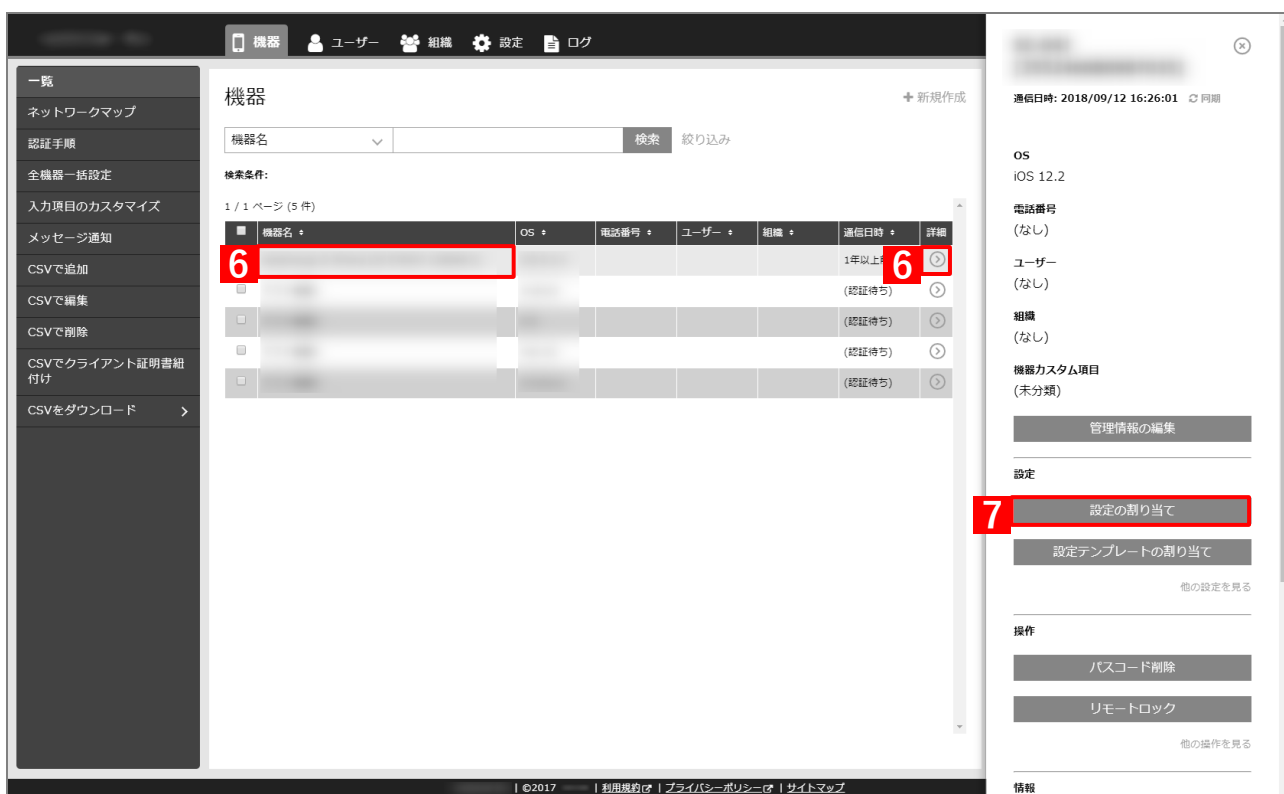 機器 ユーザー 組織 設定 ログ
一覧
ネットワークマップ
認証手順
全機器一括設定
入力項目のカスタマイズ
メッセージ通知
CSVで追加
CSVで編集
CSVで削除
CSVでクライアント証明書紐
付け
CSVをダウンロード
機器
新規作成
機器名 検索 絞り込み
検索条件:
1 / 1 ページ (5 件)
機器名 OS 電話番号 ユーザー 組織 通信日時 詳細
6 1年以上 6
(認証待ち)
(認証待ち)
(認証待ち)
(認証待ち)
通信日時: 2018/09/12 16:26:01 同期
OS
iOS 12.2
電話番号
(なし)
ユーザー
(なし)
組織
(なし)
機器カスタム項目
(未分類)
管理情報の編集
設定
7 設定の割り当て
設定テンプレートの割り当て
他の設定を見る
操作
パスコード削除
リモートロック
他の操作を見る
情報
| ©2017 | 利用規約 | プライバシーポリシー | サイトマップ